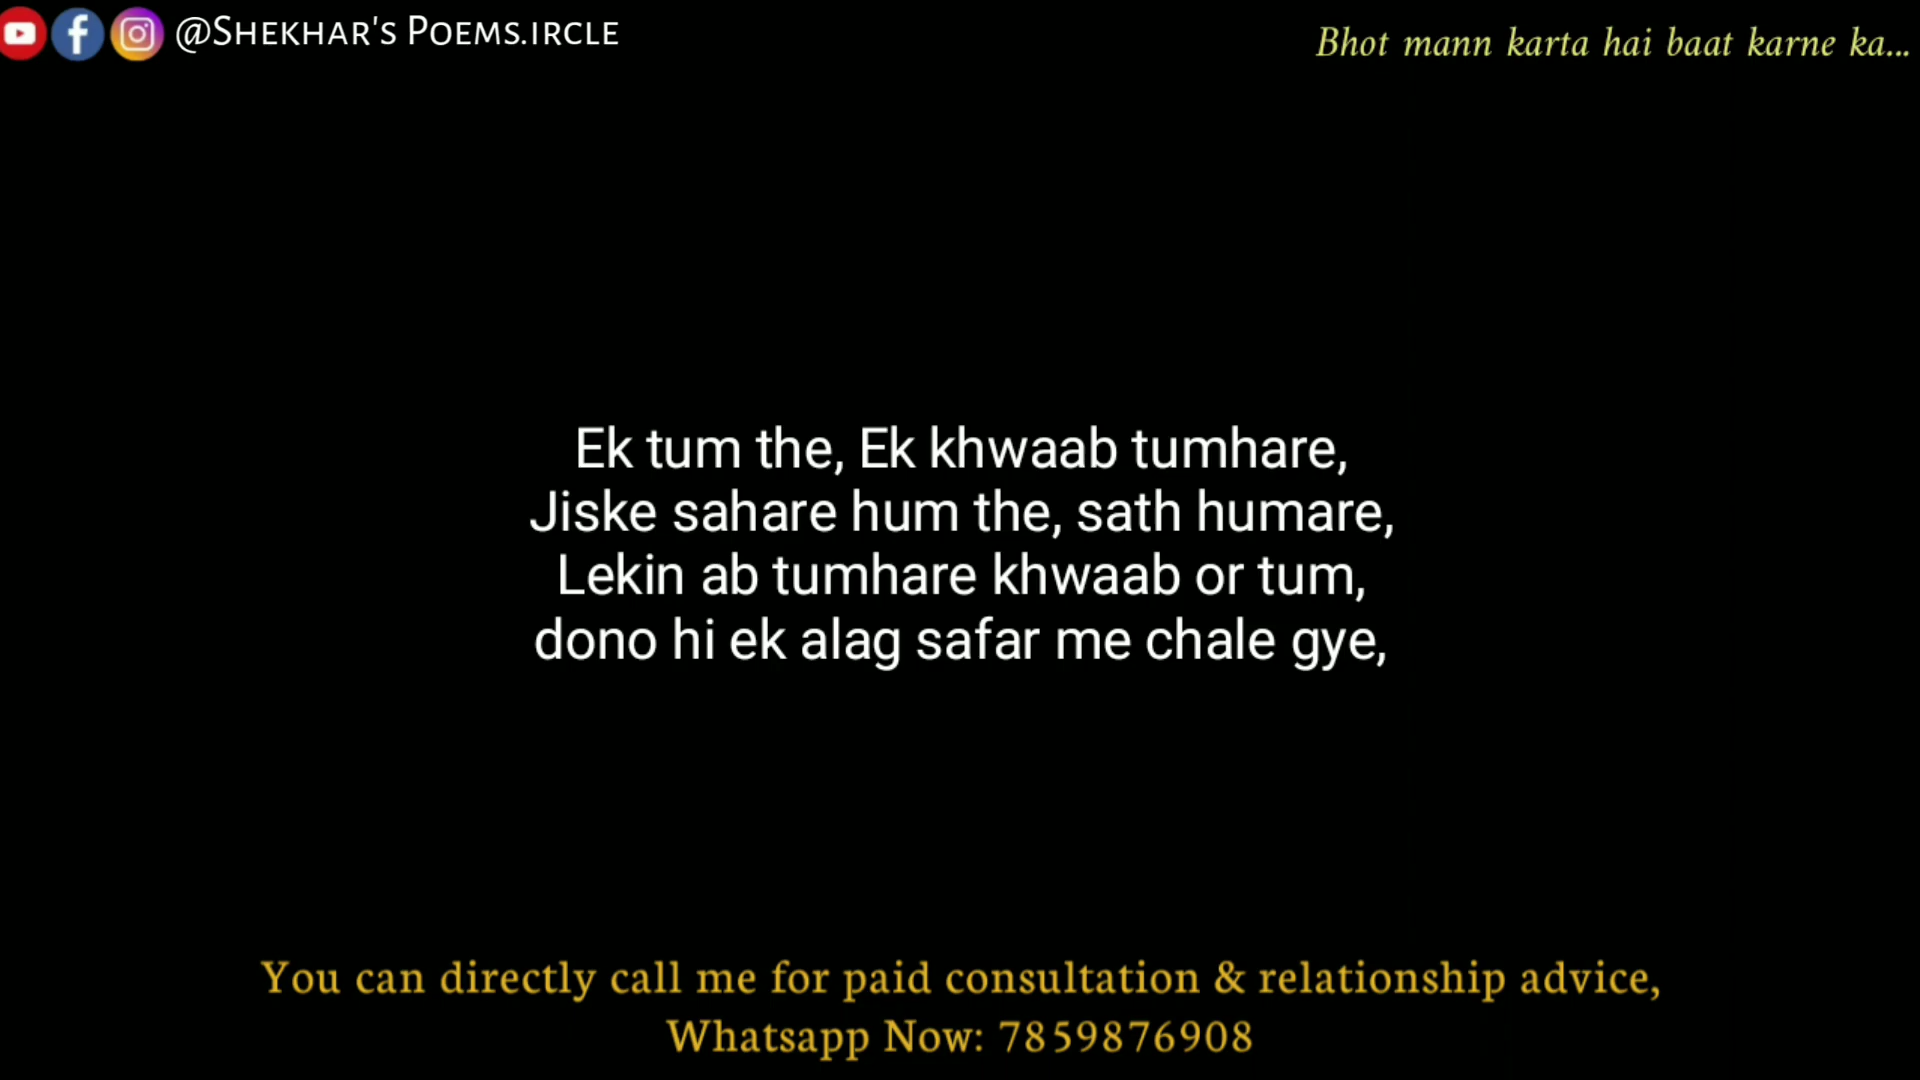 @Shekhar's Poems.ircle
Bhot mann karta hai baat karne ka...
Ek tum the, Ek khwaab tumhare,
Jiske sahare hum the, sath humare,
Lekin ab tumhare khwaab or tum,
dono hi ek alag safar me chale gye,
You can directly call me for paid consultation & relationship advice,
Whatsapp Now: 7859876908